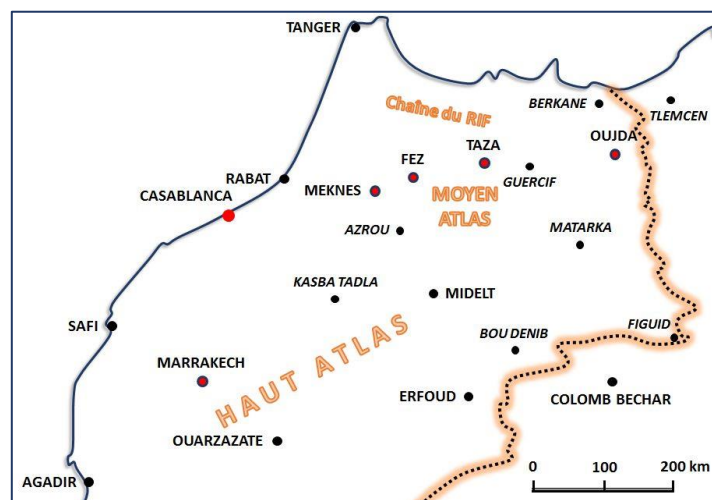 TANGER
Chaîne du RIF
BERKANE
TLEMCEN
OUJDA
TAZA
FEZ
GUERCIF
RABAT
MEKNES
CASABLANCA
MOYEN
ATLAS
AZROU
MATARKA
KASBA TADLA
MIDELT
SAFI
FIGUID
BOU DENIB
HAUT ATLAS
MARRAKECH
ERFOUD
COLOMB BECHAR
OUARZAZATE
AGADIR
0 100 200 km